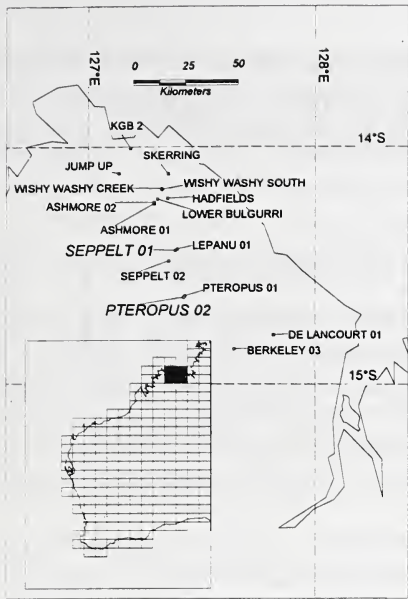 127°E
128°E
0 25 50
Kilometers
KGB 2
14°S
SKERRING
JUMP UP
WISHY WASHY CREEK
WISHY WASHY SOUTH
HADFIELDS
ASHMORE 02
LOWER BULGURRI
ASHMORE 01
SEPPELT 01
LEPANU 01
SEPPELT 02
PTEROPUS 01
PTEROPUS 02
DE LANCOURT 01
BERKELEY 03
15°S